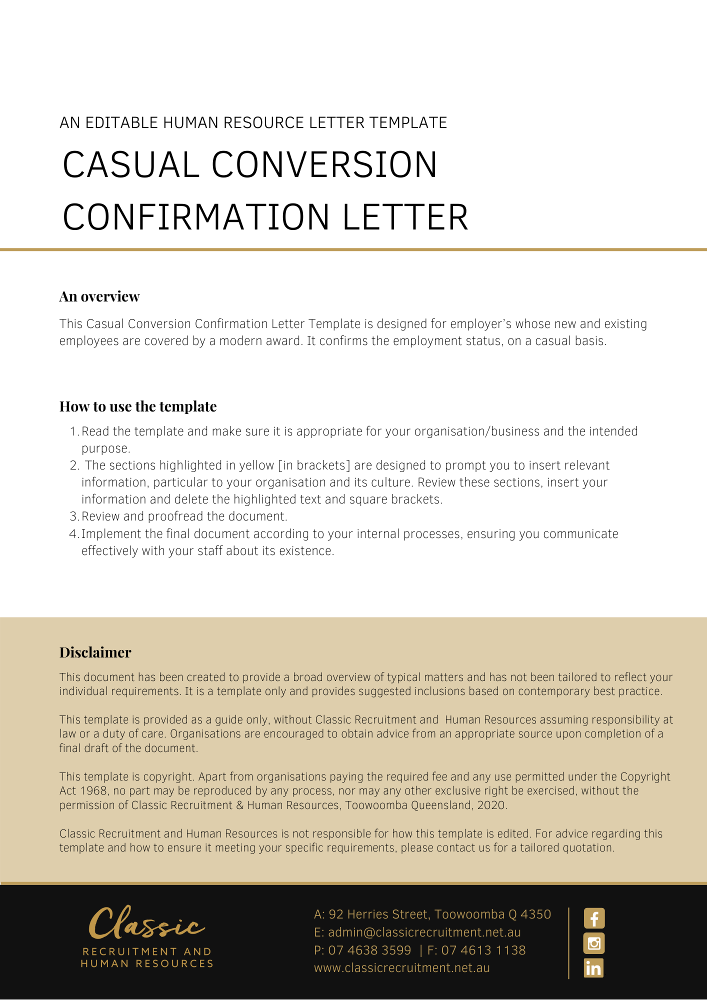 AN EDITABLE HUMAN RESOURCE LETTER TEMPLATE
CASUAL CONVERSION
CONFIRMATION LETTER
An overview
This Casual Conversion Confirmation Letter Template is designed for employer's whose new and existing
employees are covered by a modern award. It confirms the employment status, on a casual basis.
How to use the template
1. Read the template and make sure it is appropriate for your organisation/business and the intended
purpose.
2. The sections highlighted in yellow [in brackets] are designed to prompt you to insert relevant
information, particular to your organisation and its culture. Review these sections, insert your
information and delete the highlighted text and square brackets.
3. Review and proofread the document.
4. Implement the final document according to your internal processes, ensuring you communicate
effectively with your staff about its existence.
Disclaimer
This document has been created to provide a broad overview of typical matters and has not been tailored to reflect your
individual requirements. It is a template only and provides suggested inclusions based on contemporary best practice.
This template is provided as a guide only, without Classic Recruitment and Human Resources assuming responsibility at
law or a duty of care. Organisations are encouraged to obtain advice from an appropriate source upon completion of a
final draft of the document.
This template is copyright. Apart from organisations paying the required fee and any use permitted under the Copyright
Act 1968, no part may be reproduced by any process, nor may any other exclusive right be exercised, without the
permission of Classic Recruitment & Human Resources, Toowoomba Queensland, 2020.
Classic Recruitment and Human Resources is not responsible for how this template is edited. For advice regarding this
template and how to ensure it meeting your specific requirements, please contact us for a tailored quotation.
Classic
RECRUITMENT AND
HUMAN RESOURCES
A: 92 Herries Street, Toowoomba Q 4350
E: admin@classicrecruitment.net.au
P: 07 4638 3599 | F: 07 4613 1138
www.classicrecruitment.net.au